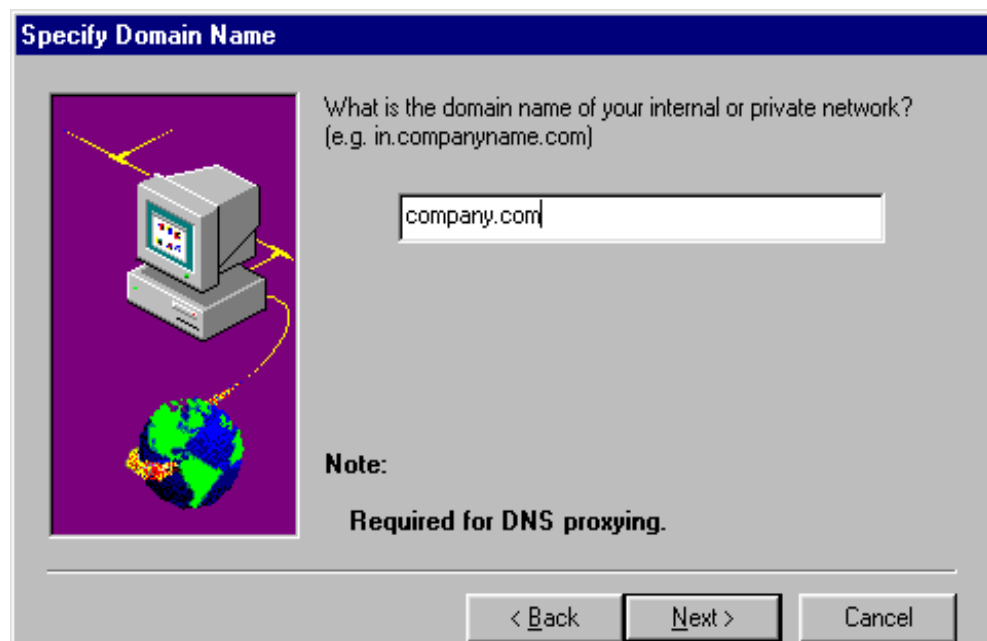 Specify Domain Name
What is the domain name of your internal or private network?
(e.g. in.companyname.com)
company.com
Note:
Required for DNS proxying.
< Back Next > Cancel